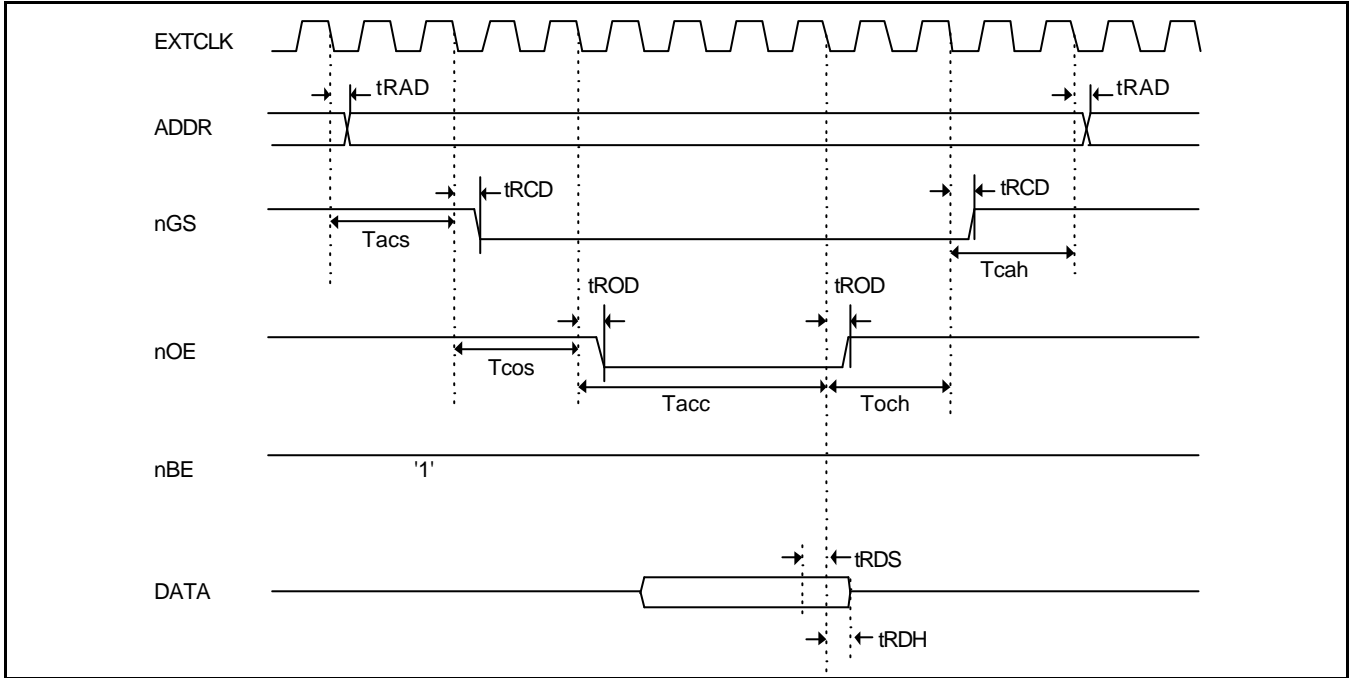 EXTCLK
tRAD
tRAD
ADDR
tRCD
tRCD
nGS
Tacs
Tcah
tROD
tROD
nOE
Tcos
Tacc
Toch
nBE
'1'
tRDS
DATA
tRDH